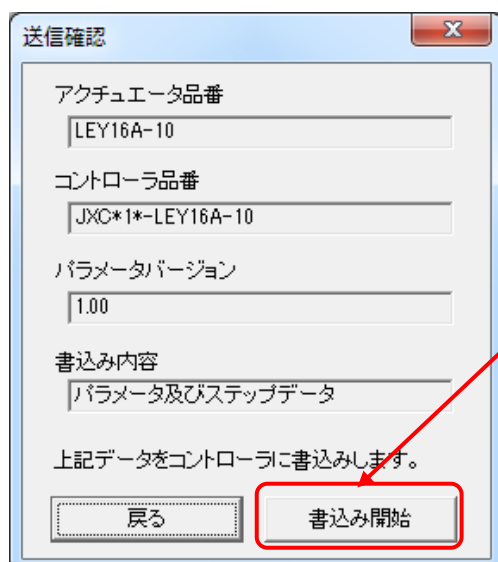 送信確認
アクチュエータ品番
LEY16A-10
コントローラ品番
JXC*1*-LEY16A-10
パラメータバージョン
1.00
書込み内容
パラメータ及びステップデータ
上記データをコントローラに書込みします。
戻る
書込み開始